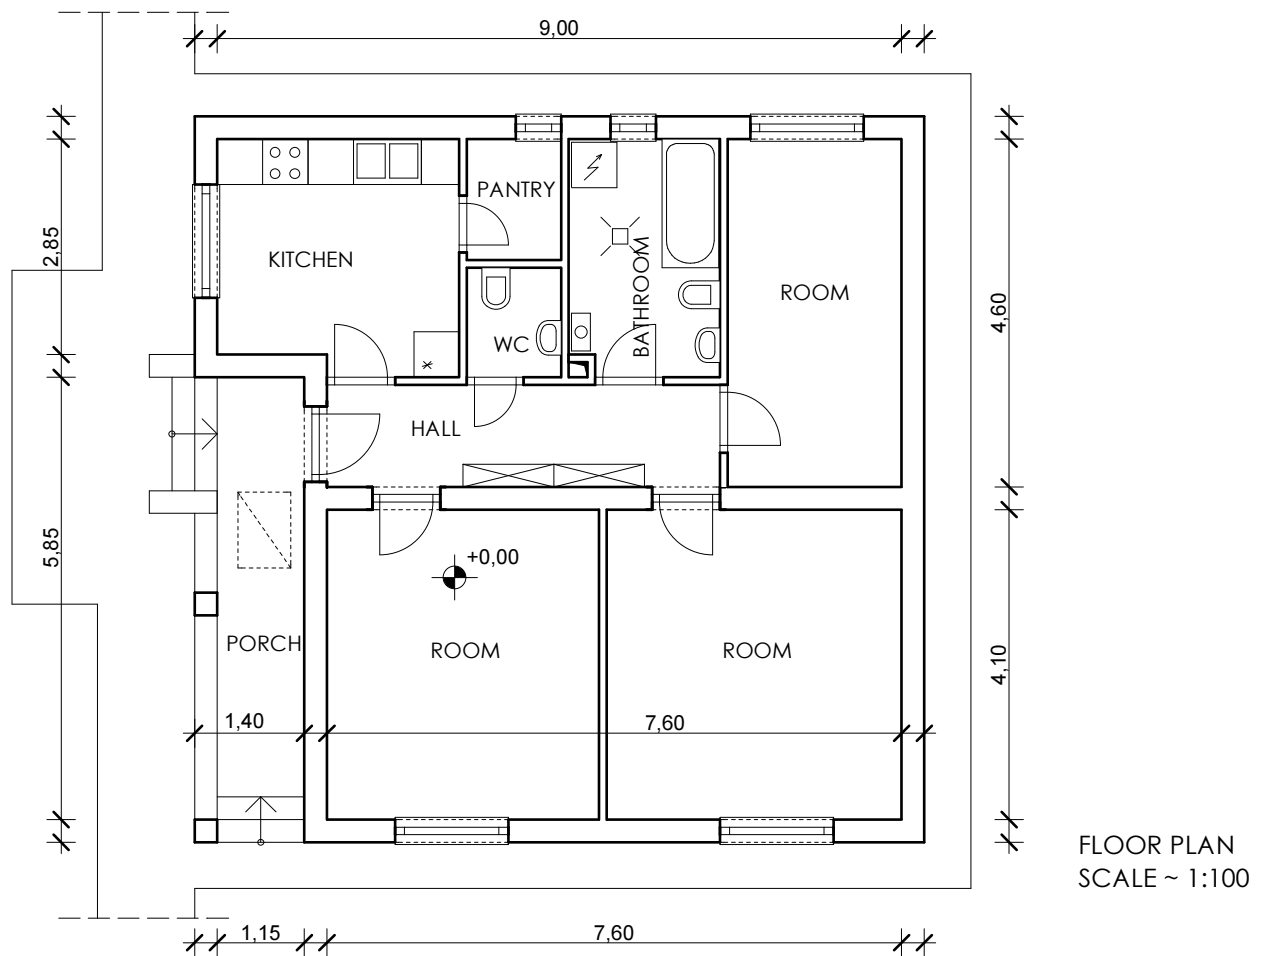 9,00
PANTRY
2,85
KITCHEN
BATHROOM
ROOM
4,60
WC
HALL
5,85
+0,00
PORCH
ROOM
ROOM
4,10
1,40
7,60
FLOOR PLAN
SCALE ~ 1:100
1,15
7,60